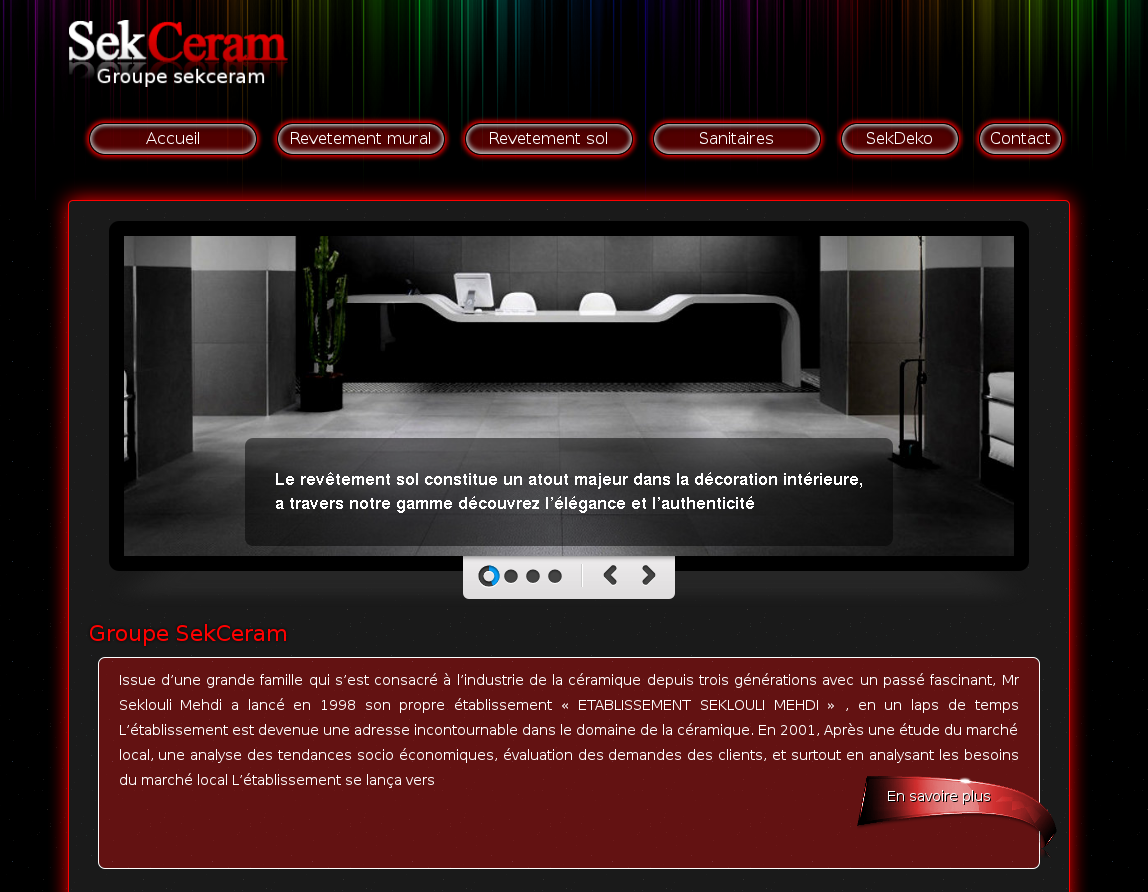 SekCeram
Groupe sekceram
Accueil
Revetement mural
Revetement sol
Sanitaires
SekDeko
Contact
Le revêtement sol constitue un atout majeur dans la décoration intérieure,
a travers notre gamme découvrez l'élégance et l'authenticité
Groupe SekCeram
Issue d’une grande famille qui s’est consacré à l’industrie de la céramique depuis trois générations avec un passé fascinant, Mr
Seklouli Mehdi a lancé en 1998 son propre établissement « ETABLISSEMENT SEKLOULI MEHDI » , en un laps de temps
L’établissement est devenue une adresse incontournable dans le domaine de la céramique. En 2001, Après une étude du marché
local, une analyse des tendances socio économiques, évaluation des demandes des clients, et surtout en analysant les besoins
du marché local L’établissement se lança vers
En savoire plus